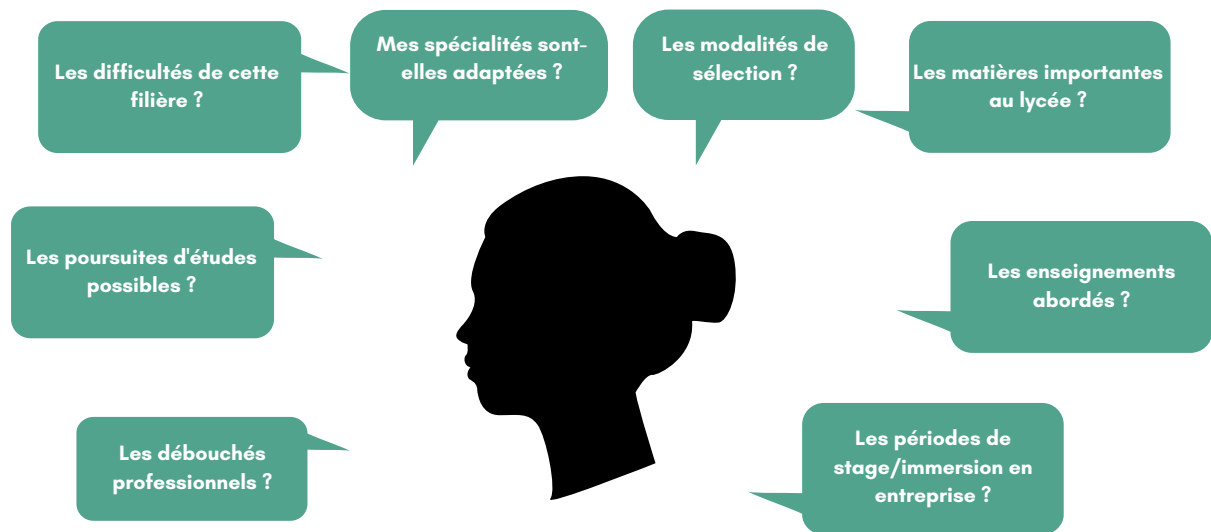 Les difficultés de cette
filière ?
Mes spécialités sont-
elles adaptées ?
Les modalités de
sélection ?
Les matières importantes
au lycée ?
Les poursuites d'études
possibles ?
Les enseignements
abordés ?
Les débouchés
professionnels ?
Les périodes de
stage/immersion en
entreprise ?